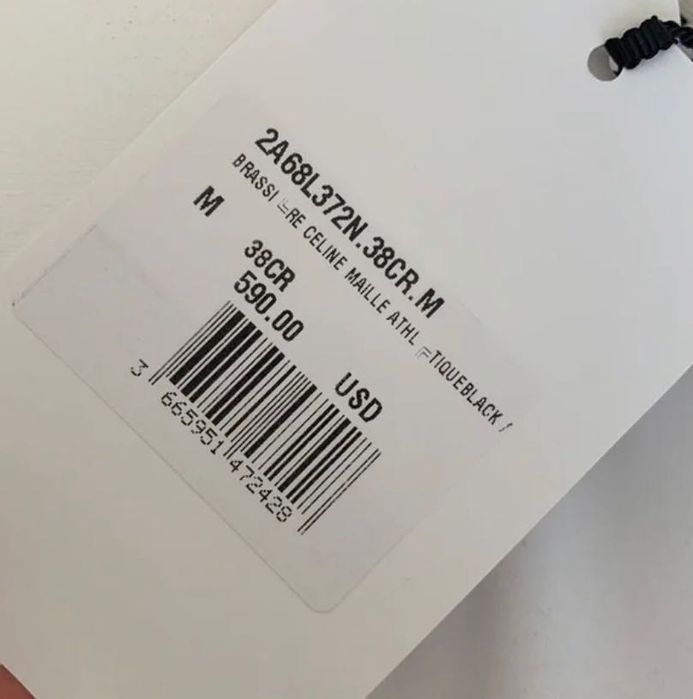 2A68L372N.38CR.M
BRASSI RE CELINE MAILLE ATHL TIQUEBLACK /
M
38CR
590.00
USD
3 665951 472428